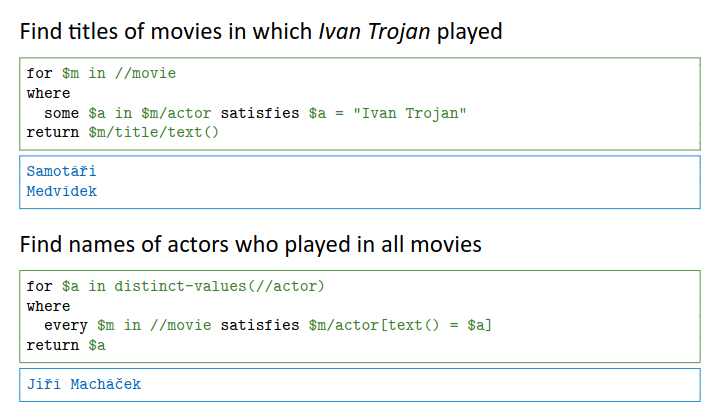 Find titles of movies in which Ivan Trojan played
for $m in //movie
where
some $a in $m/actor satisfies $a = "Ivan Trojan"
return $m/title/text()
Samotáři
Medvídek
Find names of actors who played in all movies
for $a in distinct-values(//actor)
where
every $m in //movie satisfies $m/actor[text() = $a]
return $a
Jiří Macháček